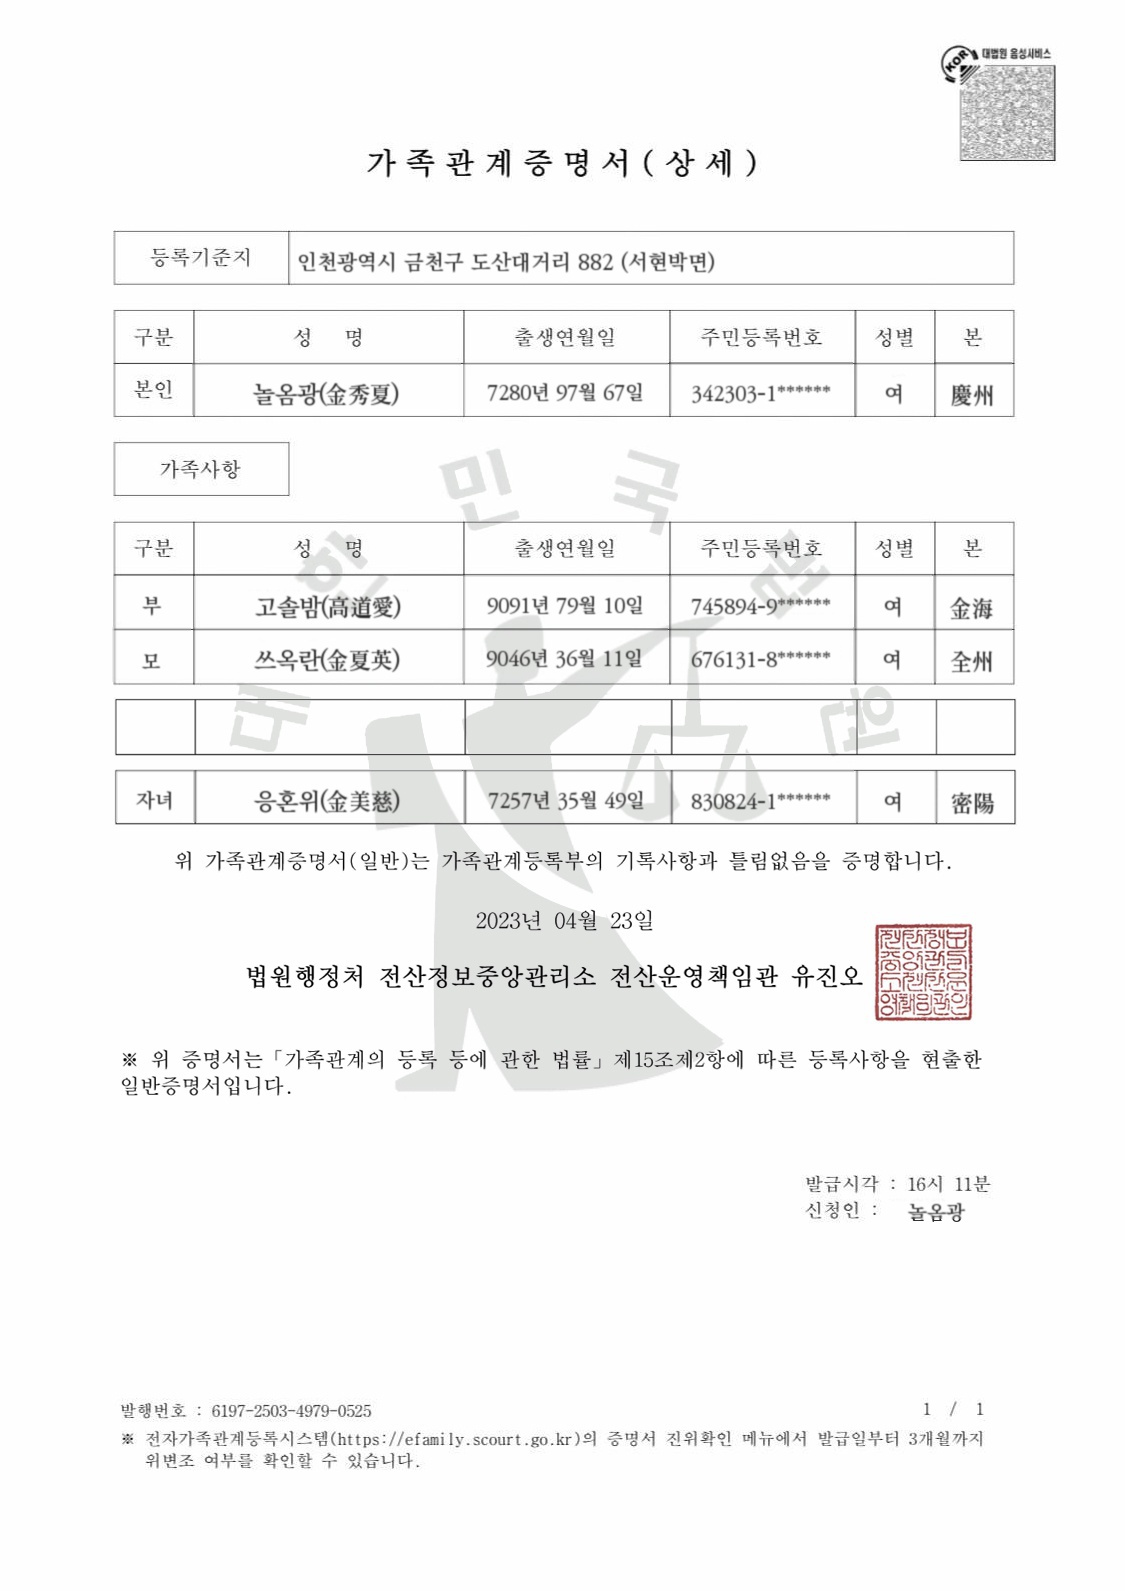 KOR 대법원 음성서비스
가족관계증명서(상세)
등록기준지 인천광역시 금천구 도산대거리 882 (서현박면)
구분 성 명 출생연월일 주민등록번호 성별 본
본인 놀옴광(金秀夏) 7280년 97월 67일 342303-1****** 여 慶州
가족사항
구분 성 명 출생연월일 주민등록번호 성별 본
부 고솔밤(高道愛) 9091년 79월 10일 745894-9****** 여 金海
모 쓰옥란(金夏英) 9046년 36월 11일 676131-8****** 여 全州
자녀 응혼위(金美慈) 7257년 35월 49일 830824-1****** 여 密陽
대한민국법원
위 가족관계증명서(일반)는 가족관계등록부의 기록사항과 틀림없음을 증명합니다.
2023년 04월 23일
법원행정처 전산정보중앙관리소 전산운영책임관 유진오
※ 위 증명서는「가족관계의 등록 등에 관한 법률」제15조제2항에 따른 등록사항을 현출한
일반증명서입니다.
발급시각 : 16시 11분
신청인 : 놀옴광
발행번호 : 6197-2503-4979-0525
1 / 1
※ 전자가족관계등록시스템(https://efamily.scourt.go.kr)의 증명서 진위확인 메뉴에서 발급일부터 3개월까지
위변조 여부를 확인할 수 있습니다.